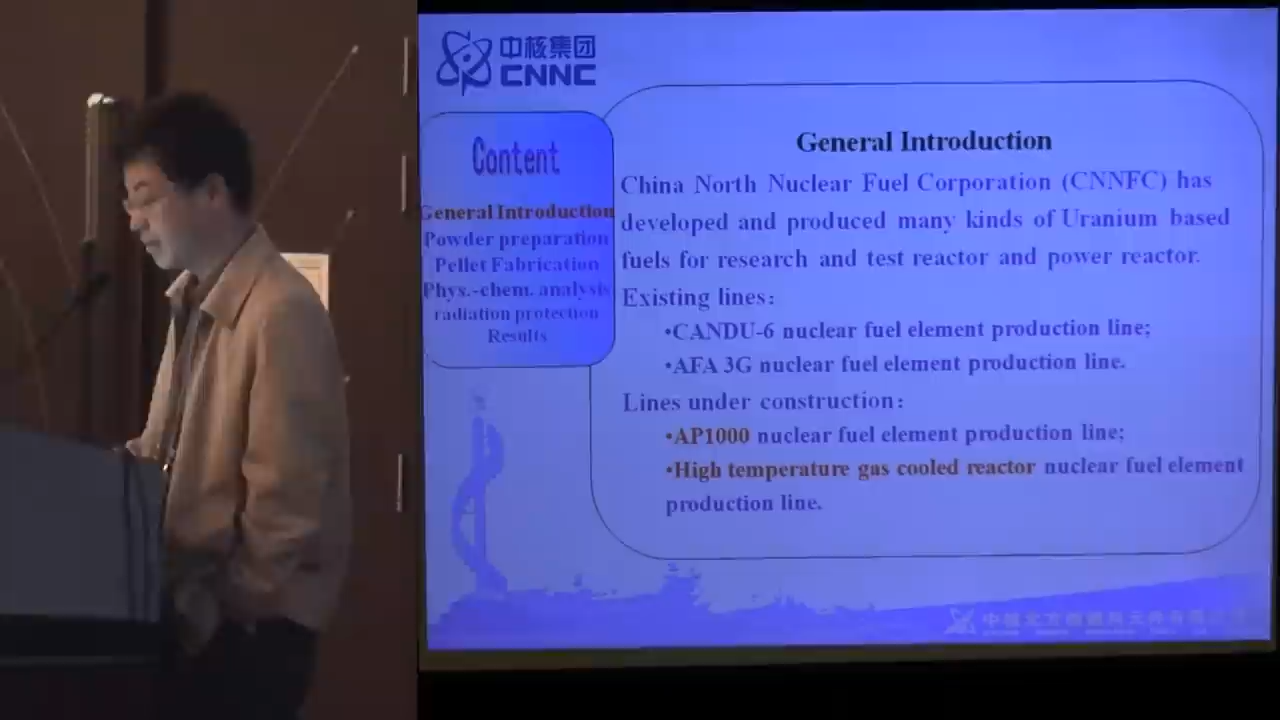 中核集团
CNNC
Content
General Introduction
Powder preparation
Pellet Fabrication
Phys.-chem. analysis
radiation protection
Results
General Introduction
China North Nuclear Fuel Corporation (CNNFC) has
developed and produced many kinds of Uranium based
fuels for research and test reactor and power reactor.
Existing lines:
•CANDU-6 nuclear fuel element production line;
•AFA 3G nuclear fuel element production line.
Lines under construction:
•AP1000 nuclear fuel element production line;
•High temperature gas cooled reactor nuclear fuel element
production line.